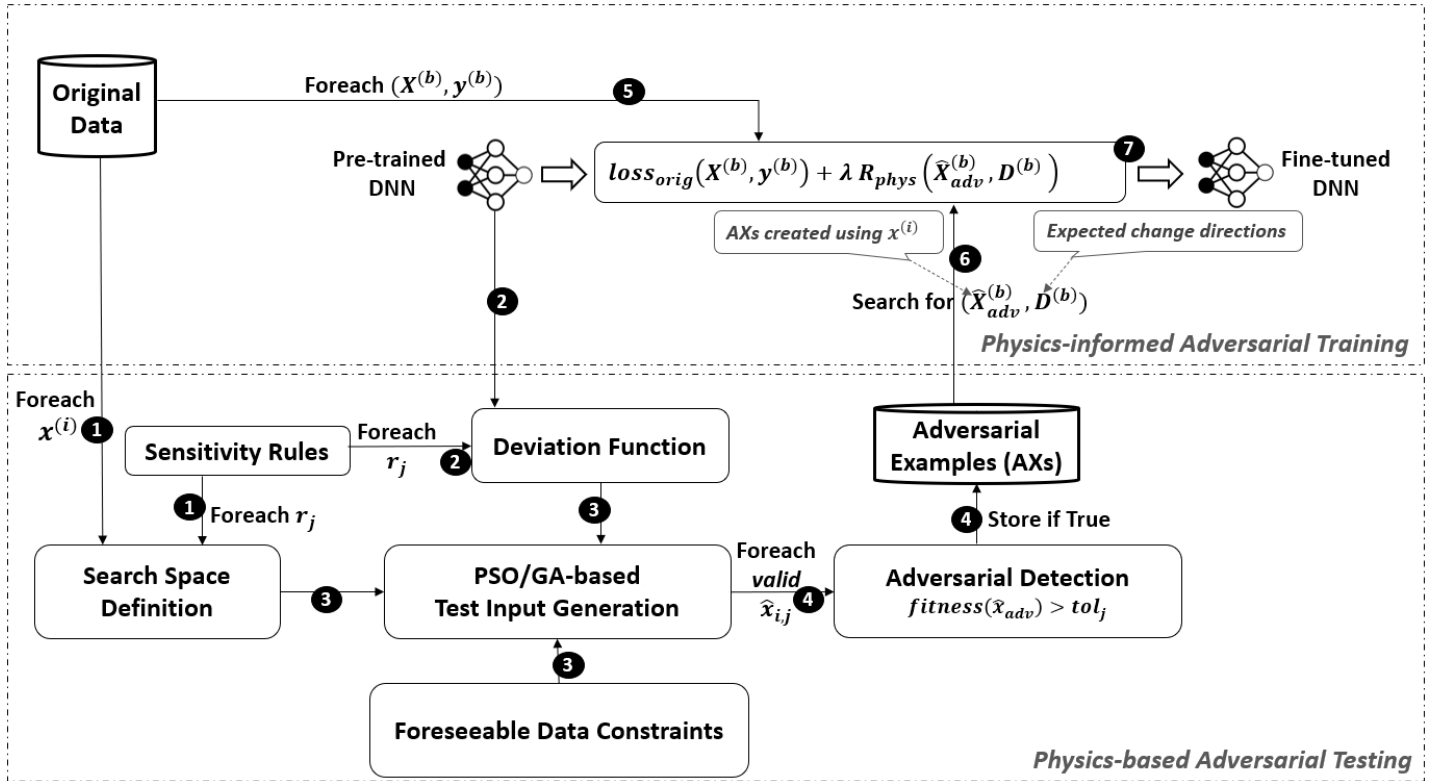 Original
Data
Foreach (X^(b), y^(b))
5
Pre-trained
DNN
loss_orig(X^(b), y^(b)) + λ R_phys(X̂_adv^(b), D^(b))
7
Fine-tuned
DNN
AXs created using x^(i)
Expected change directions
6
2
Search for (X̂_adv^(b), D^(b))
Physics-informed Adversarial Training
Foreach
x^(i)
1
Sensitivity Rules
Foreach
r_j
2
Deviation Function
Adversarial
Examples (AXs)
1
Foreach r_j
3
4
Store if True
Search Space
Definition
3
PSO/GA-based
Test Input Generation
Foreach
valid
x̂_i,j
4
Adversarial Detection
fitness(x̂_adv) > tol_j
3
Foreseeable Data Constraints
Physics-based Adversarial Testing